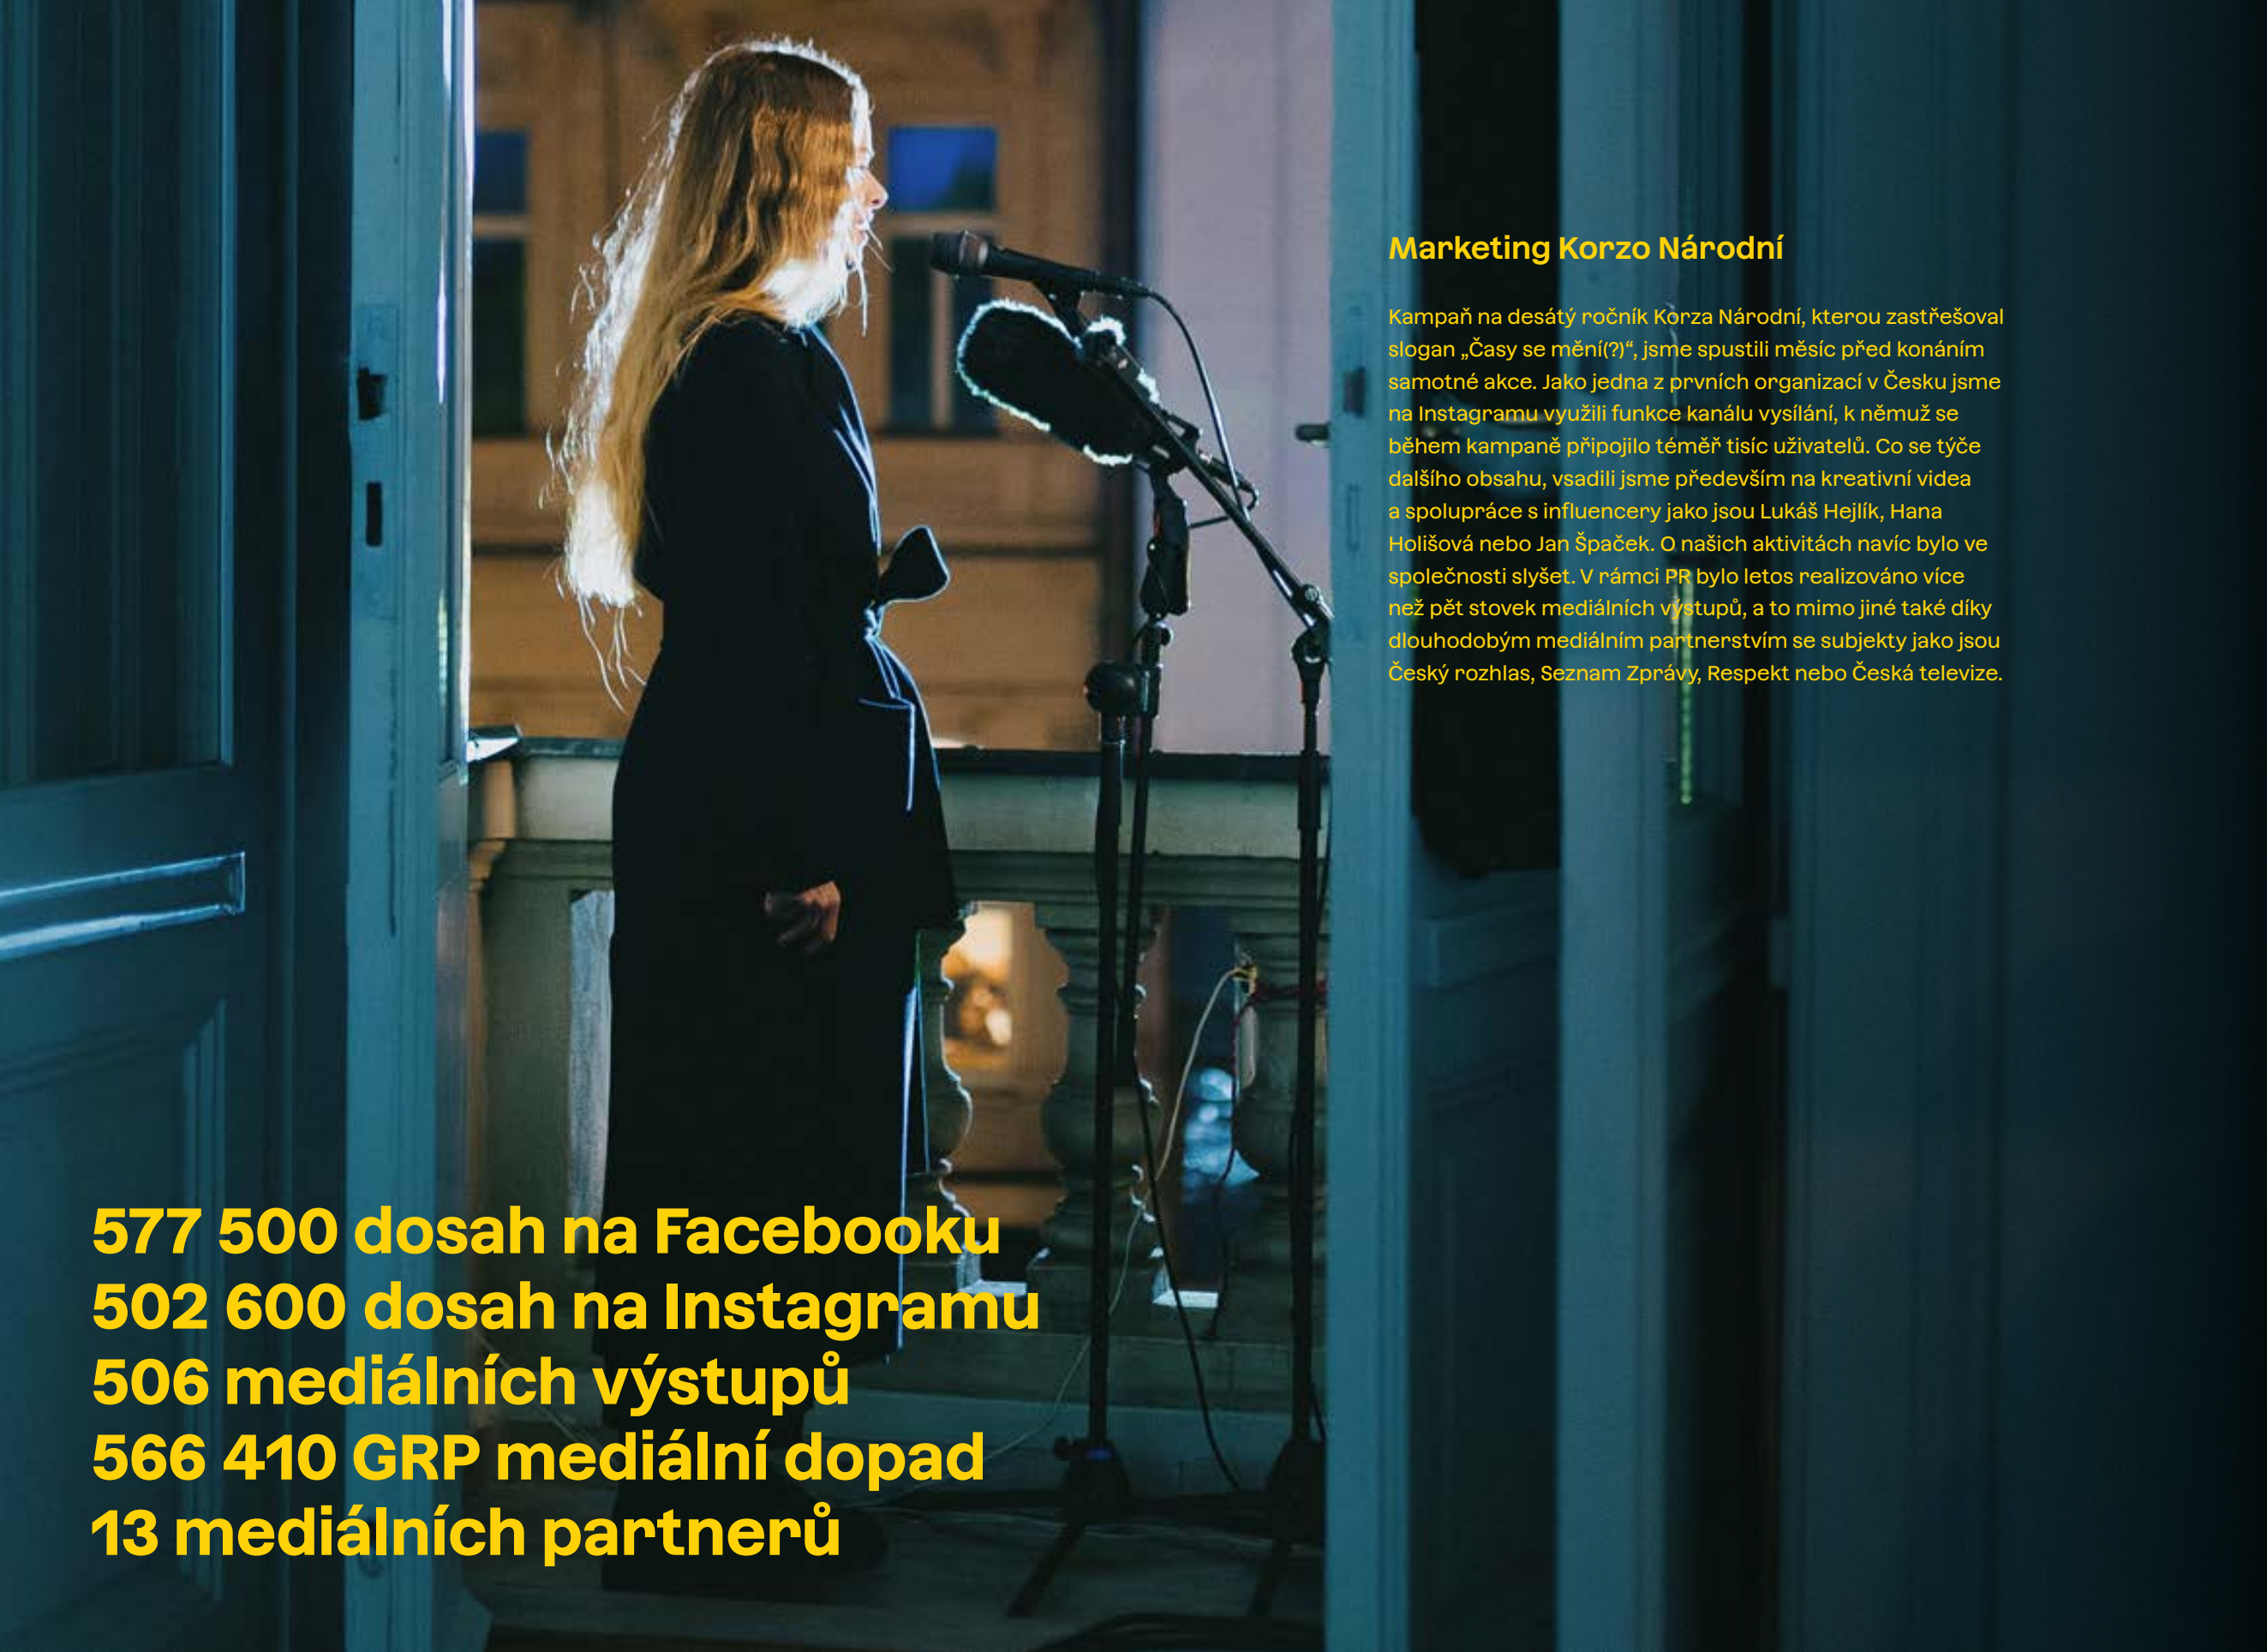 Marketing Korzo Národní
Kampaň na desátý ročník Korza Národní, kterou zastřešoval
slogan „Časy se mění(?)“, jsme spustili měsíc před konáním
samotné akce. Jako jedna z prvních organizací v Česku jsme
na Instagramu využili funkce kanálu vysílání, k němuž se
během kampaně připojilo téměř tisíc uživatelů. Co se týče
dalšího obsahu, vsadili jsme především na kreativní videa
a spolupráce s influencery jako jsou Lukáš Hejlík, Hana
Holišová nebo Jan Špaček. O našich aktivitách navíc bylo ve
společnosti slyšet. V rámci PR bylo letos realizováno více
než pět stovek mediálních výstupů, a to mimo jiné také díky
dlouhodobým mediálním partnerstvím se subjekty jako jsou
Český rozhlas, Seznam Zprávy, Respekt nebo Česká televize.
577 500 dosah na Facebooku
502 600 dosah na Instagramu
506 mediálních výstupů
566 410 GRP mediální dopad
13 mediálních partnerů